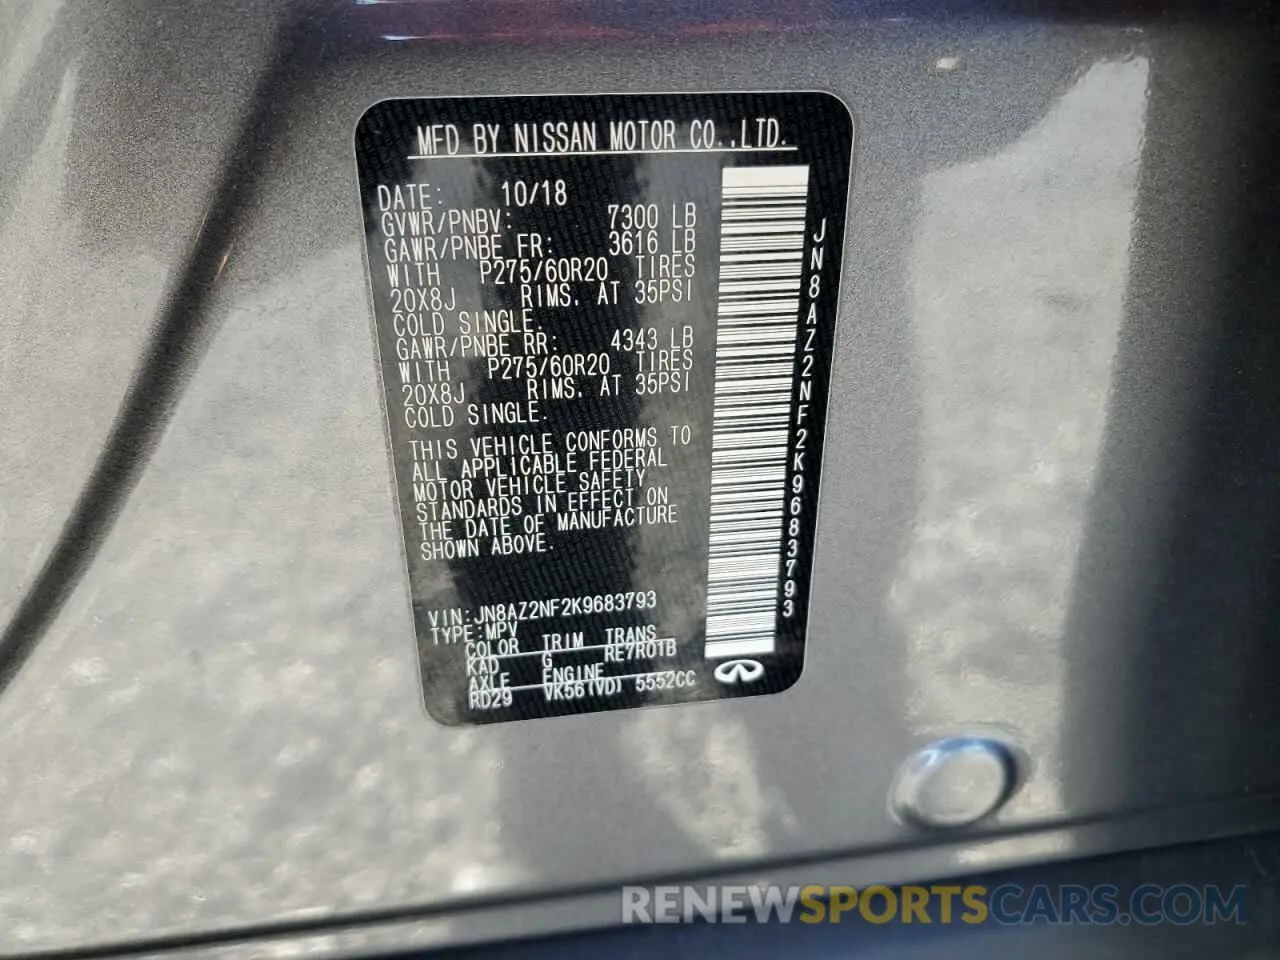 MFD BY NISSAN MOTOR CO.,LTD.
DATE: 10/18
GVWR/PNBV: 7300 LB
GAWR/PNBE FR: 3616 LB
WITH P275/60R20 TIRES
20X8J RIMS. AT 35PSI
COLD SINGLE.
GAWR/PNBE RR: 4343 LB
WITH P275/60R20 TIRES
20X8J RIMS. AT 35PSI
COLD SINGLE.
THIS VEHICLE CONFORMS TO
ALL APPLICABLE FEDERAL
MOTOR VEHICLE SAFETY
STANDARDS IN EFFECT ON
THE DATE OF MANUFACTURE
SHOWN ABOVE.
VIN:JN8AZ2NF2K9683793
TYPE:MPV
COLOR TRIM TRANS
KAD G RE7R01B
AXLE ENGINE
RD29 VK56(VD) 5552CC
JN8AZ2NF2K9683793
RENEWSPORTSCARS.COM